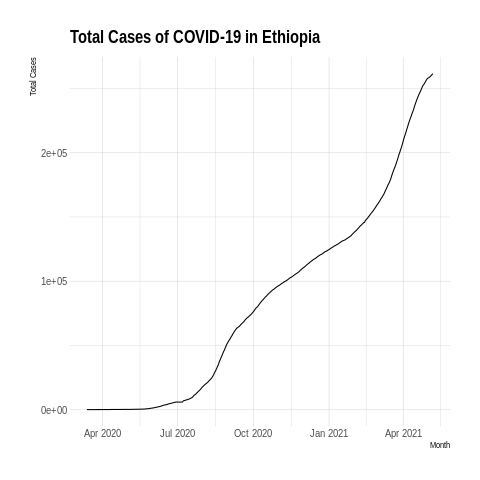 Total Cases of COVID-19 in Ethiopia
Total Cases
2e+05
1e+05
0e+00
Apr 2020 Jul 2020 Oct 2020 Jan 2021 Apr 2021
Month